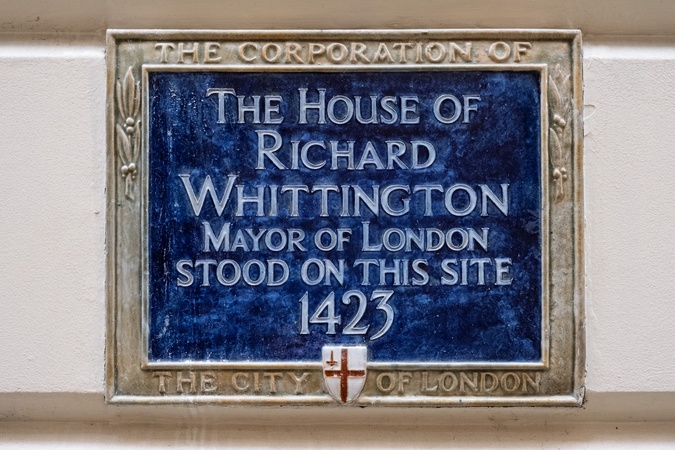 THE CORPORATION OF
THE HOUSE OF
RICHARD
WHITTINGTON
MAYOR OF LONDON
STOOD ON THIS SITE
1423
THE CITY OF LONDON